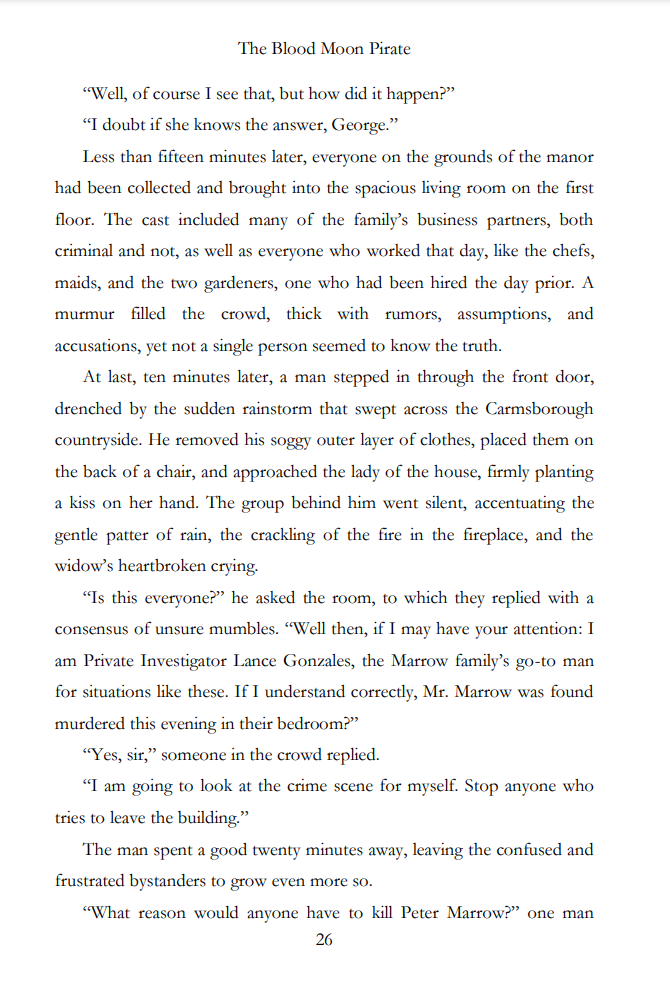 The Blood Moon Pirate
“Well, of course I see that, but how did it happen?”
“I doubt if she knows the answer, George.”
Less than fifteen minutes later, everyone on the grounds of the manor
had been collected and brought into the spacious living room on the first
floor. The cast included many of the family’s business partners, both
criminal and not, as well as everyone who worked that day, like the chefs,
maids, and the two gardeners, one who had been hired the day prior. A
murmur filled the crowd, thick with rumors, assumptions, and
accusations, yet not a single person seemed to know the truth.
At last, ten minutes later, a man stepped in through the front door,
drenched by the sudden rainstorm that swept across the Carmsborough
countryside. He removed his soggy outer layer of clothes, placed them on
the back of a chair, and approached the lady of the house, firmly planting
a kiss on her hand. The group behind him went silent, accentuating the
gentle patter of rain, the crackling of the fire in the fireplace, and the
widow’s heartbroken crying.
“Is this everyone?” he asked the room, to which they replied with a
consensus of unsure mumbles. “Well then, if I may have your attention: I
am Private Investigator Lance Gonzales, the Marrow family’s go-to man
for situations like these. If I understand correctly, Mr. Marrow was found
murdered this evening in their bedroom?”
“Yes, sir,” someone in the crowd replied.
“I am going to look at the crime scene for myself. Stop anyone who
tries to leave the building.”
The man spent a good twenty minutes away, leaving the confused and
frustrated bystanders to grow even more so.
“What reason would anyone have to kill Peter Marrow?” one man
26